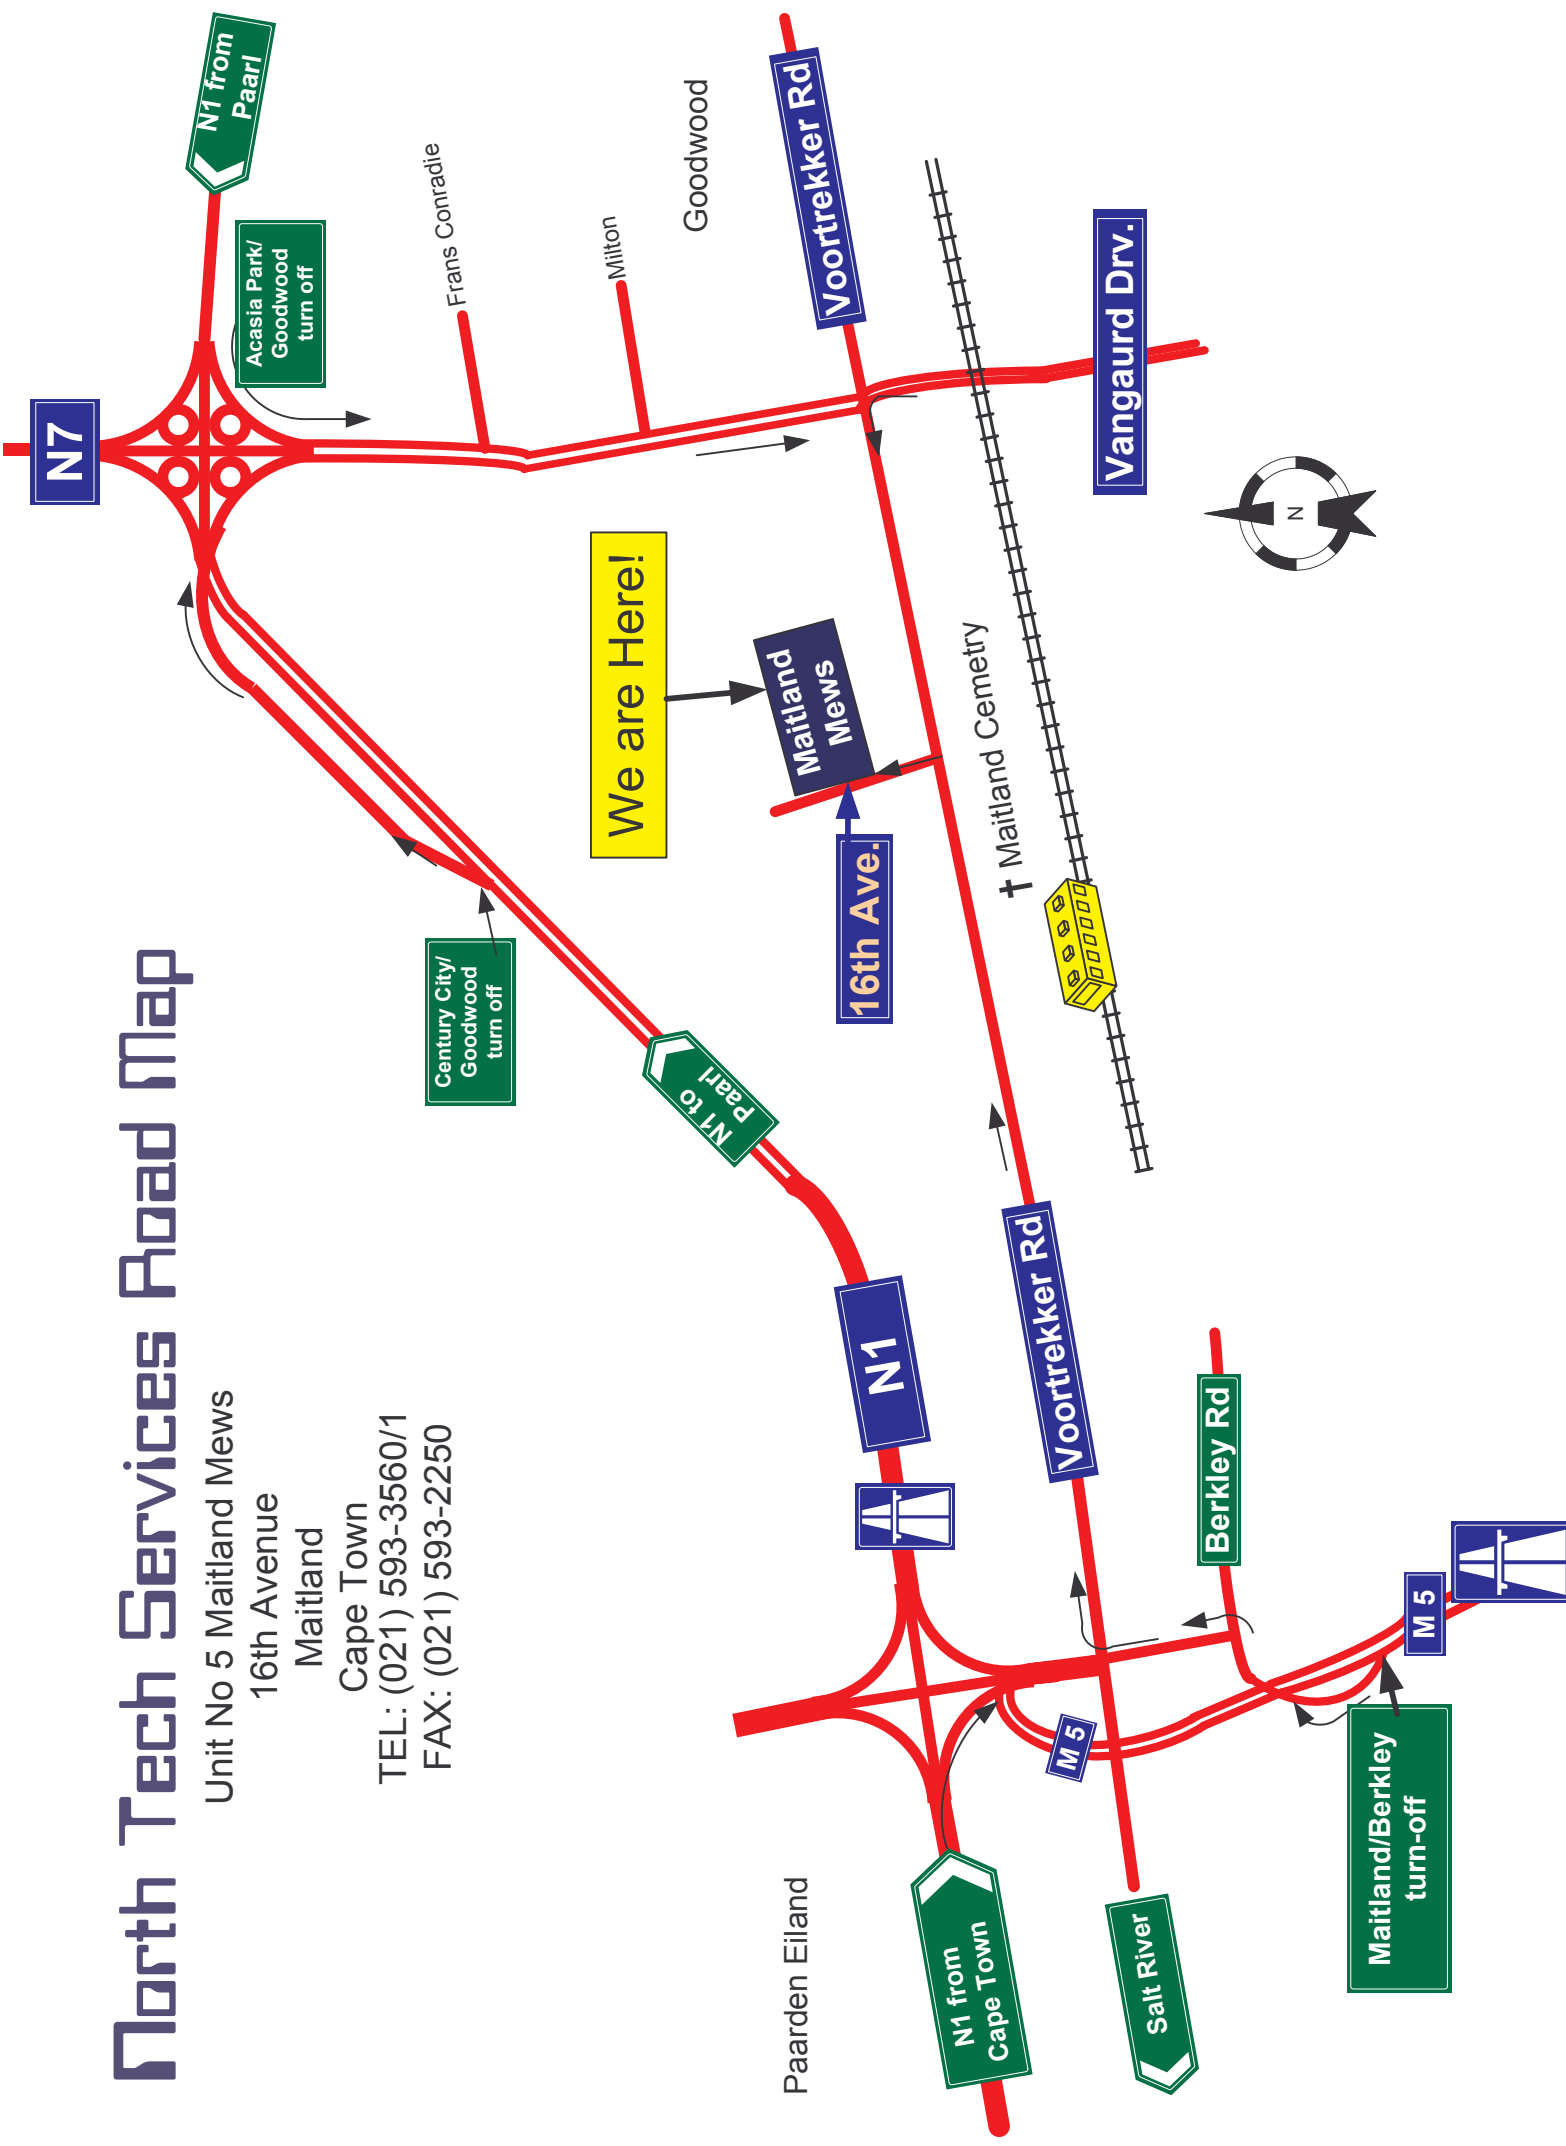 North Tech Services Road Map
Unit No 5 Maitland Mews
16th Avenue
Maitland
Cape Town
TEL: (021) 593-3560/1
FAX: (021) 593-2250
N7
N1 from
Paarl
Acasia Park/
Goodwood
turn off
Frans Conradie
Milton
Goodwood
Century City/
Goodwood
turn off
We are Here!
Maitland
Mews
16th Ave.
N1 to
Paarl
Voortrekker Rd
Maitland Cemetry
Vangaurd Drv.
N
N1
Voortrekker Rd
Berkley Rd
Paarden Eiland
N1 from
Cape Town
M 5
Salt River
M 5
Maitland/Berkley
turn-off